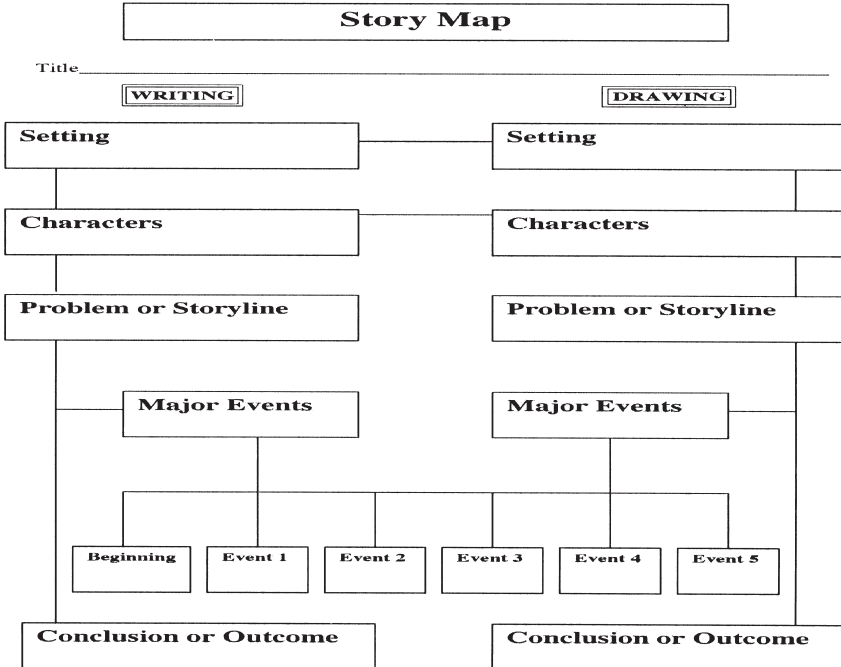 Story Map
Title
WRITING DRAWING
Setting Setting
Characters Characters
Problem or Storyline Problem or Storyline
Major Events Major Events
Beginning Event 1 Event 2 Event 3 Event 4 Event 5
Conclusion or Outcome Conclusion or Outcome